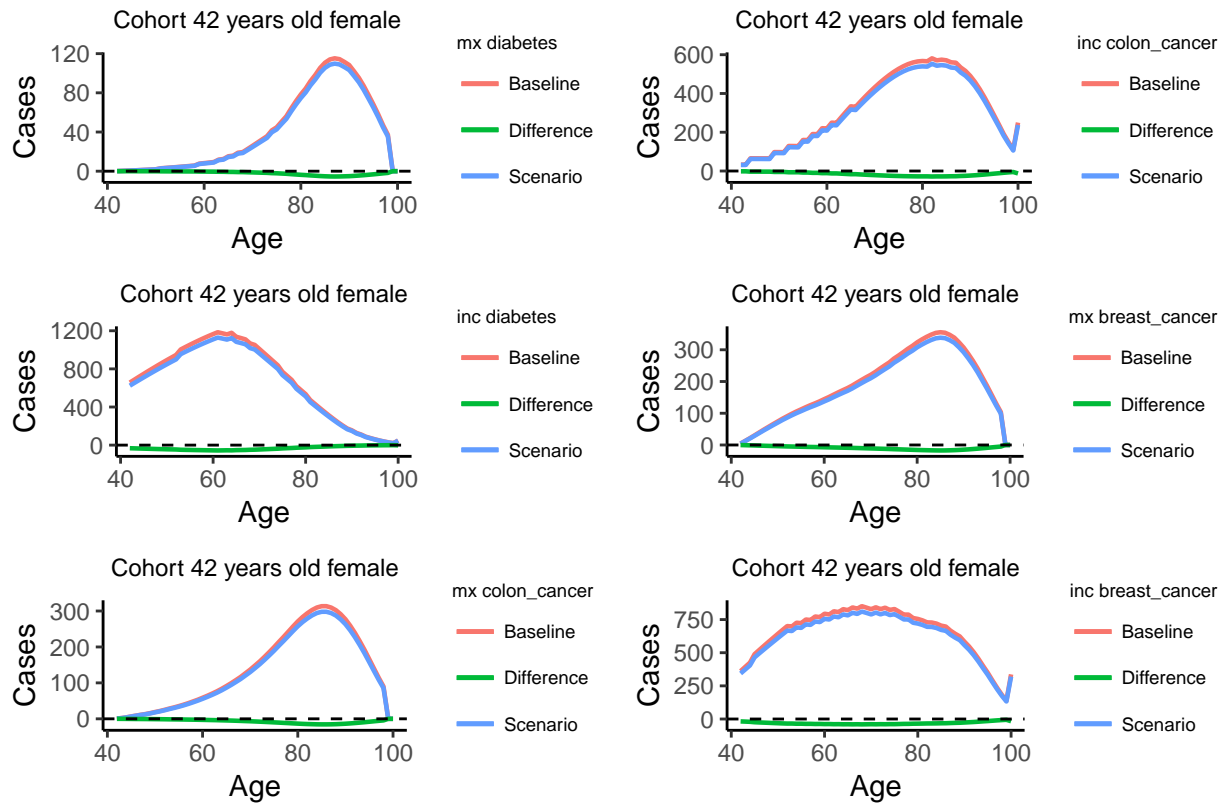 Cohort 42 years old female
mx diabetes
120
80
40
0
Cases
Baseline
Difference
Scenario
40 60 80 100
Age
Cohort 42 years old female
inc colon_cancer
600
400
200
0
Cases
Baseline
Difference
Scenario
40 60 80 100
Age
Cohort 42 years old female
inc diabetes
1200
800
400
0
Cases
Baseline
Difference
Scenario
40 60 80 100
Age
Cohort 42 years old female
mx breast_cancer
300
200
100
0
Cases
Baseline
Difference
Scenario
40 60 80 100
Age
Cohort 42 years old female
mx colon_cancer
300
200
100
0
Cases
Baseline
Difference
Scenario
40 60 80 100
Age
Cohort 42 years old female
inc breast_cancer
750
500
250
0
Cases
Baseline
Difference
Scenario
40 60 80 100
Age